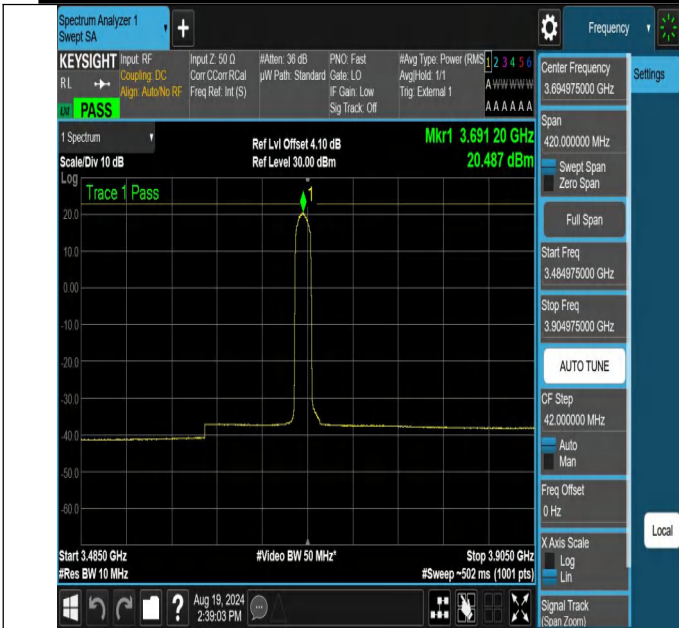 Spectrum Analyzer 1
Swept SA
Frequency
KEYSIGHT
RL
PASS
Input: RF
Coupling: DC
Align: Auto/No RF
Input Z: 50 Ω
Corr CCorr RCal
Freq Ref: Int (S)
#Atten: 36 dB
µW Path: Standard
PNO: Fast
Gate: LO
IF Gain: Low
Sig Track: Off
#Avg Type: Power (RMS
Avg|Hold: 1/1
Trig: External 1
1 2 3 4 5 6
A W W W W W
A A A A A A
1 Spectrum
Scale/Div 10 dB
Log
Ref Lvl Offset 4.10 dB
Ref Level 30.00 dBm
Mkr1 3.691 20 GHz
20.487 dBm
Trace 1 Pass
1
20.0
10.0
0.00
-10.0
-20.0
-30.0
-40.0
-50.0
-60.0
Start 3.4850 GHz
#Res BW 10 MHz
#Video BW 50 MHz*
Stop 3.9050 GHz
#Sweep ~502 ms (1001 pts)
Aug 19, 2024
2:39:03 PM
Center Frequency
3.694975000 GHz
Settings
Span
420.000000 MHz
Swept Span
Zero Span
Full Span
Start Freq
3.484975000 GHz
Stop Freq
3.904975000 GHz
AUTO TUNE
CF Step
42.000000 MHz
Auto
Man
Freq Offset
0 Hz
Local
X Axis Scale
Log
Lin
Signal Track
(Span Zoom)